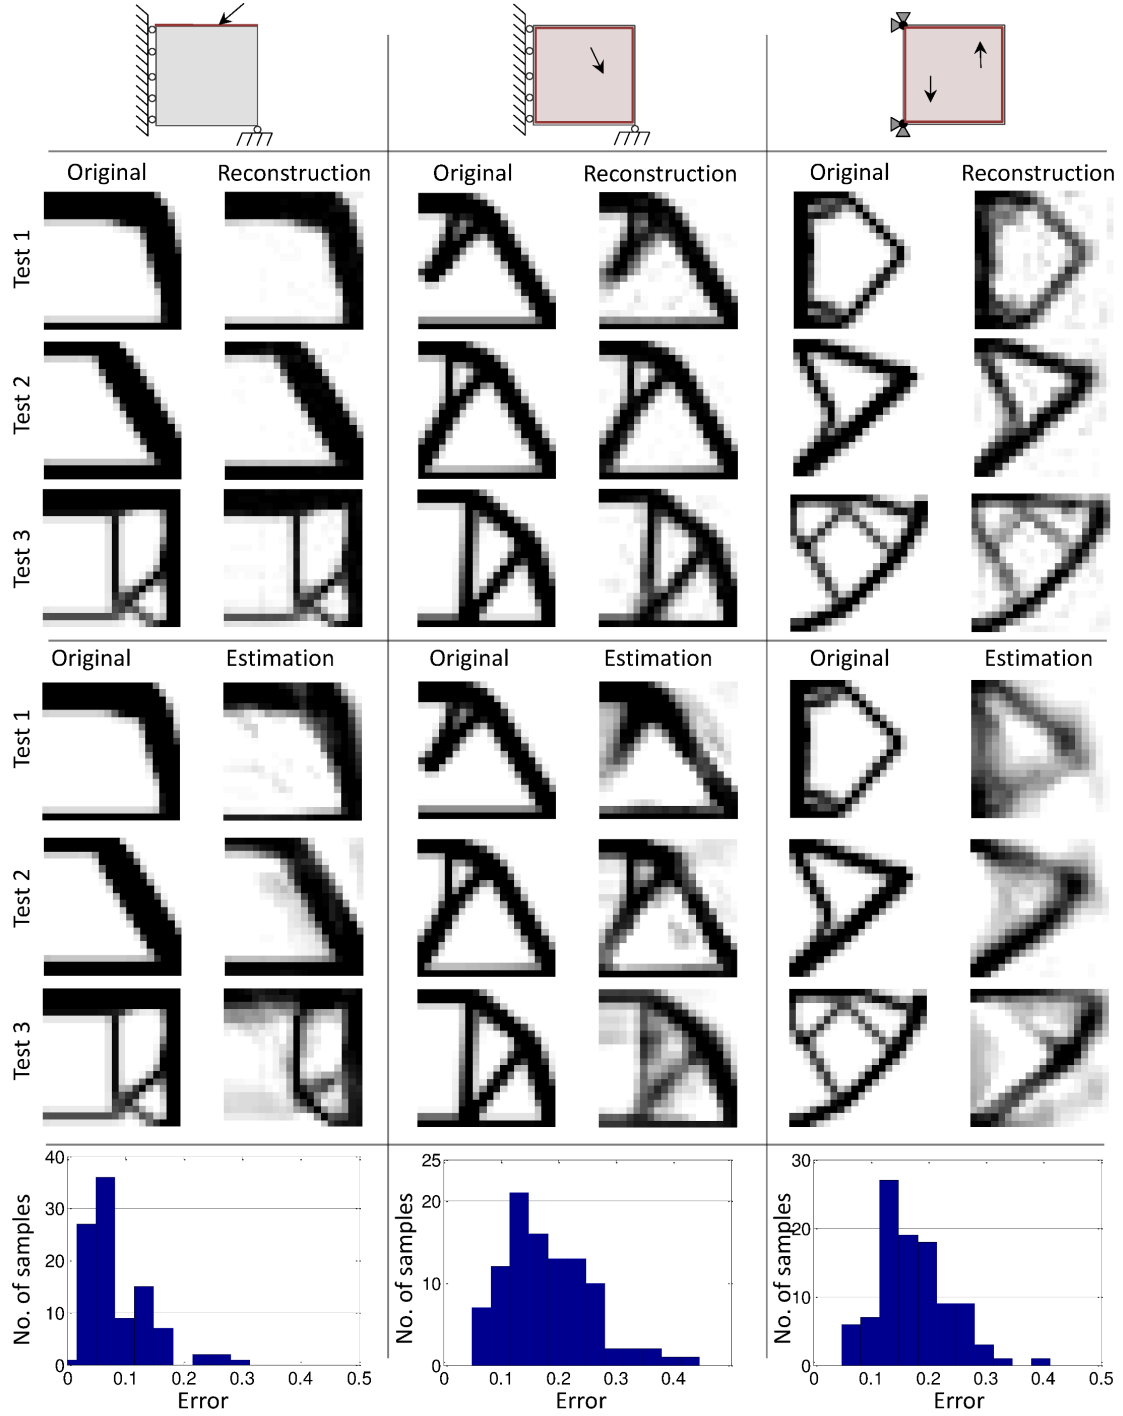 Original Reconstruction Original Reconstruction Original Reconstruction
Test 1
Test 2
Test 3
Original Estimation Original Estimation Original Estimation
Test 1
Test 2
Test 3
No. of samples
40
30
20
10
0
0 0.1 0.2 0.3 0.4 0.5
Error
No. of samples
25
20
10
0
0 0.1 0.2 0.3 0.4
Error
No. of samples
30
20
10
0
0 0.1 0.2 0.3 0.4 0.5
Error